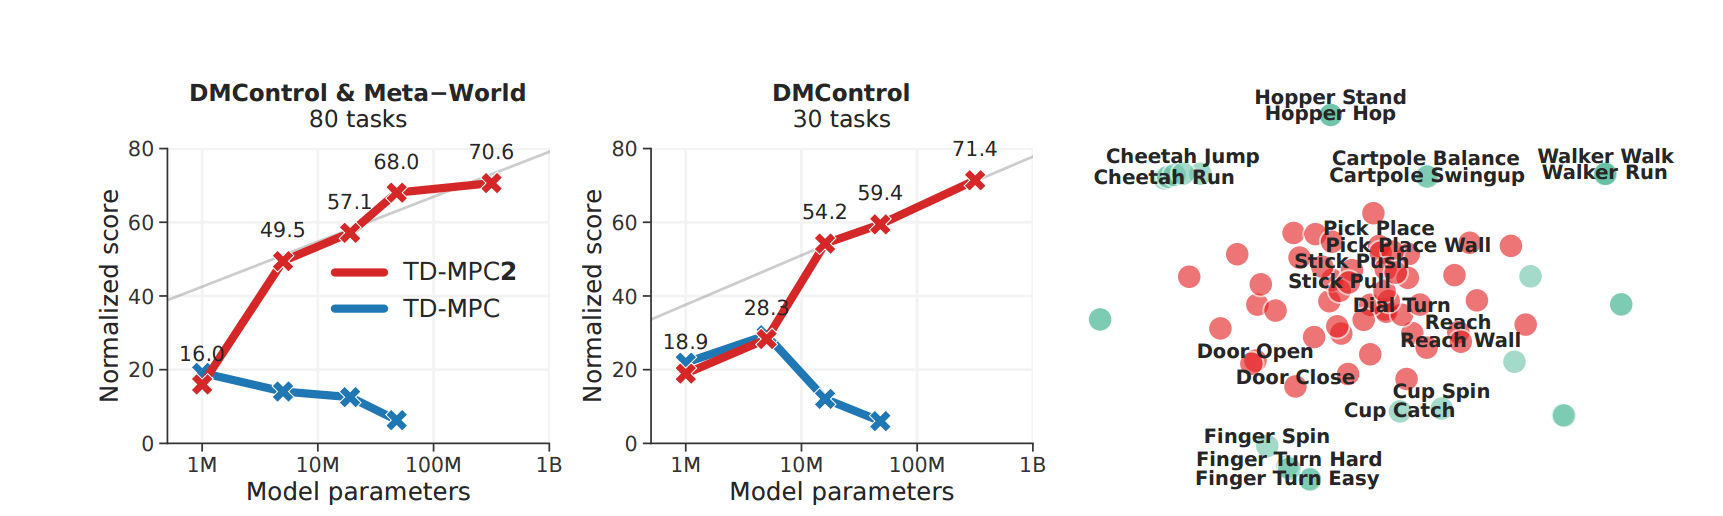 DMControl & Meta−World
80 tasks
Normalized score
80
60
40
20
0
16.0
49.5
57.1
68.0
70.6
TD-MPC2
TD-MPC
1M
10M
100M
1B
Model parameters
DMControl
30 tasks
Normalized score
80
60
40
20
0
18.9
28.3
54.2
59.4
71.4
1M
10M
100M
1B
Model parameters
Hopper Stand
Hopper Hop
Cheetah Jump
Cheetah Run
Cartpole Balance
Cartpole Swingup
Walker Walk
Walker Run
Pick Place
Pick Place Wall
Stick Push
Stick Pull
Dial Turn
Reach
Reach Wall
Door Open
Door Close
Cup Spin
Cup Catch
Finger Spin
Finger Turn Hard
Finger Turn Easy